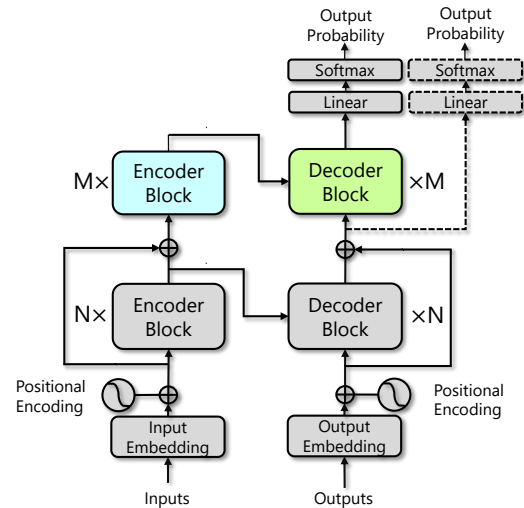 Output
Probability
Output
Probability
Softmax
Softmax
Linear
Linear
M×
Encoder
Block
Decoder
Block
×M
N×
Encoder
Block
Decoder
Block
×N
Positional
Encoding
Positional
Encoding
Input
Embedding
Output
Embedding
Inputs
Outputs